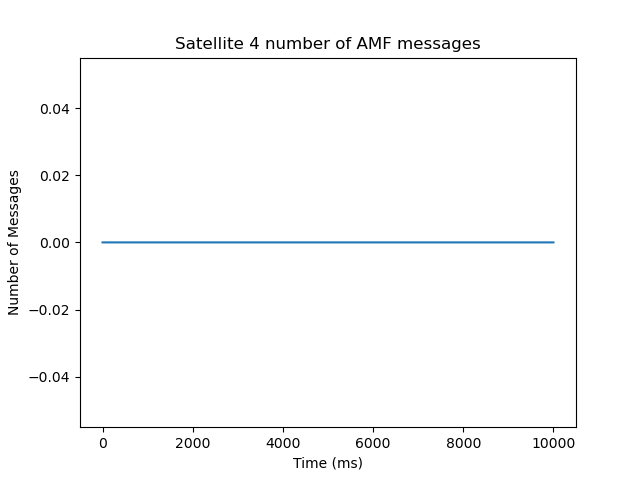 Satellite 4 number of AMF messages
Number of Messages
0.04
0.02
0.00
−0.02
−0.04
0 2000 4000 6000 8000 10000
Time (ms)